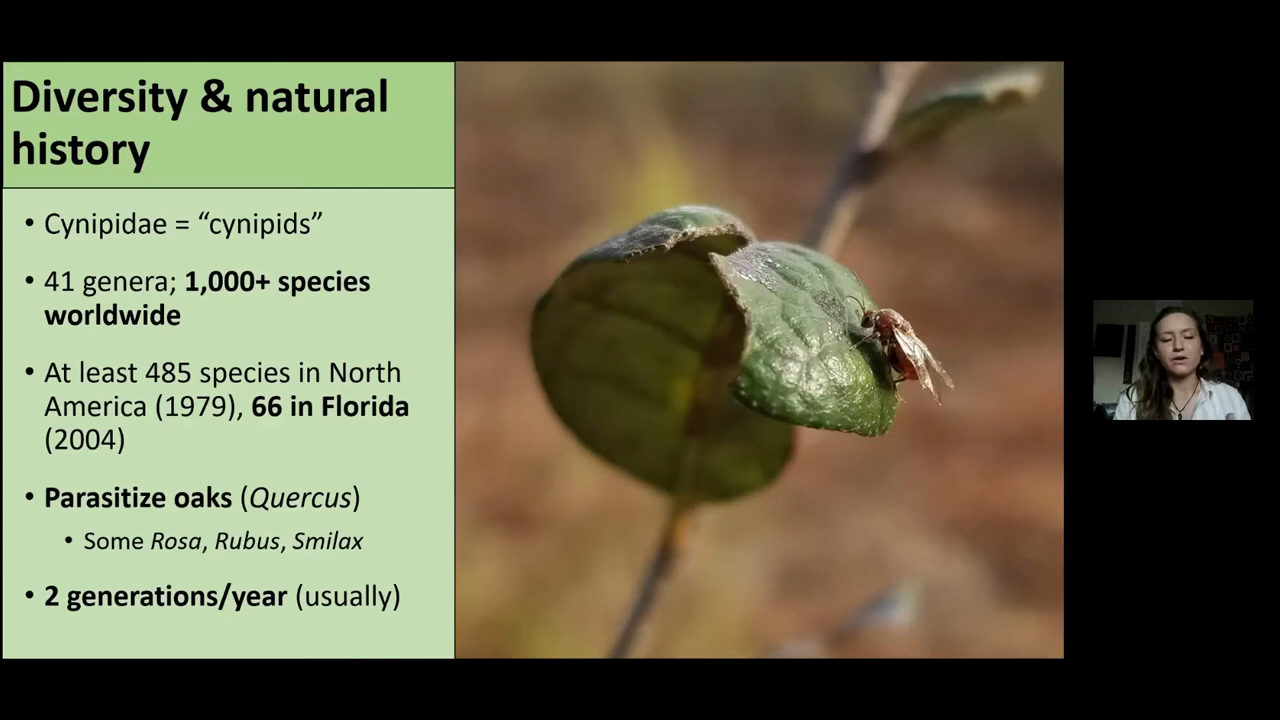 Diversity & natural
history
• Cynipidae = “cynipids”
• 41 genera; 1,000+ species
worldwide
• At least 485 species in North
America (1979), 66 in Florida
(2004)
• Parasitize oaks (Quercus)
• Some Rosa, Rubus, Smilax
• 2 generations/year (usually)